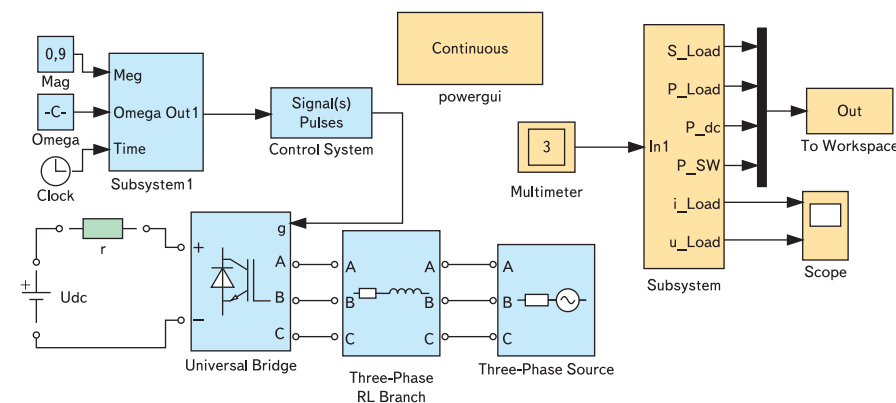 0,9
Mag
-C-
Omega
Clock
Meg
Omega Out1
Time
Subsystem1
Signal(s)
Pulses
Control System
Continuous
powergui
3
Multimeter
In1
S_Load
P_Load
P_dc
P_SW
i_Load
u_Load
Subsystem
Out
To Workspace
Scope
r
+
Udc
+
−
g
A
B
C
Universal Bridge
A
B
C
A
B
C
Three-Phase
RL Branch
A
B
C
Three-Phase Source